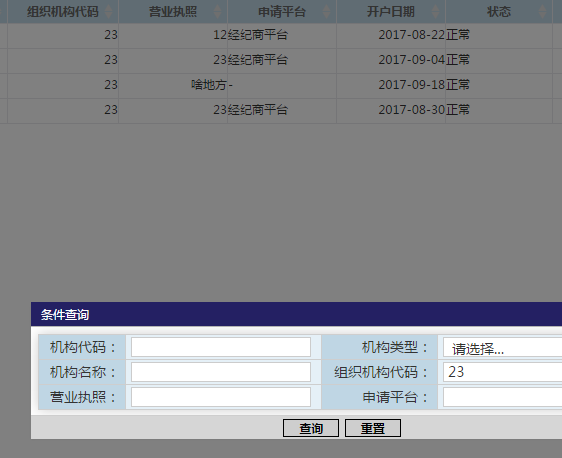 组织机构代码 营业执照 申请平台 开户日期 状态
23 12 经纪商平台 2017-08-22 正常
23 23 经纪商平台 2017-09-04 正常
23 啥地方 - 2017-09-18 正常
23 23 经纪商平台 2017-08-30 正常
条件查询
机构代码： 机构类型： 请选择...
机构名称： 组织机构代码： 23
营业执照： 申请平台：
查询 重置